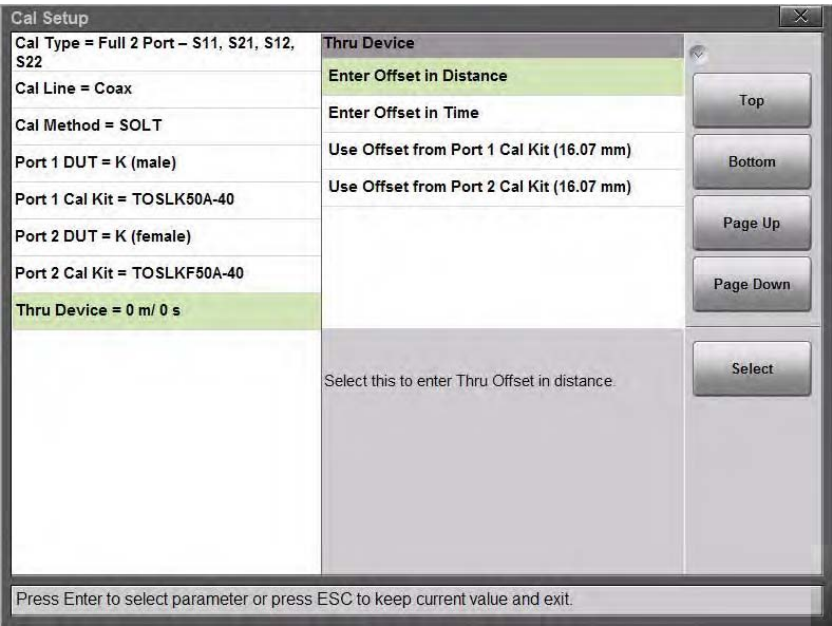 Cal Setup
Cal Type = Full 2 Port – S11, S21, S12,
S22
Cal Line = Coax
Cal Method = SOLT
Port 1 DUT = K (male)
Port 1 Cal Kit = TOSLK50A-40
Port 2 DUT = K (female)
Port 2 Cal Kit = TOSLKF50A-40
Thru Device = 0 m/ 0 s
Thru Device
Enter Offset in Distance
Enter Offset in Time
Use Offset from Port 1 Cal Kit (16.07 mm)
Use Offset from Port 2 Cal Kit (16.07 mm)
Select this to enter Thru Offset in distance.
Top
Bottom
Page Up
Page Down
Select
Press Enter to select parameter or press ESC to keep current value and exit.